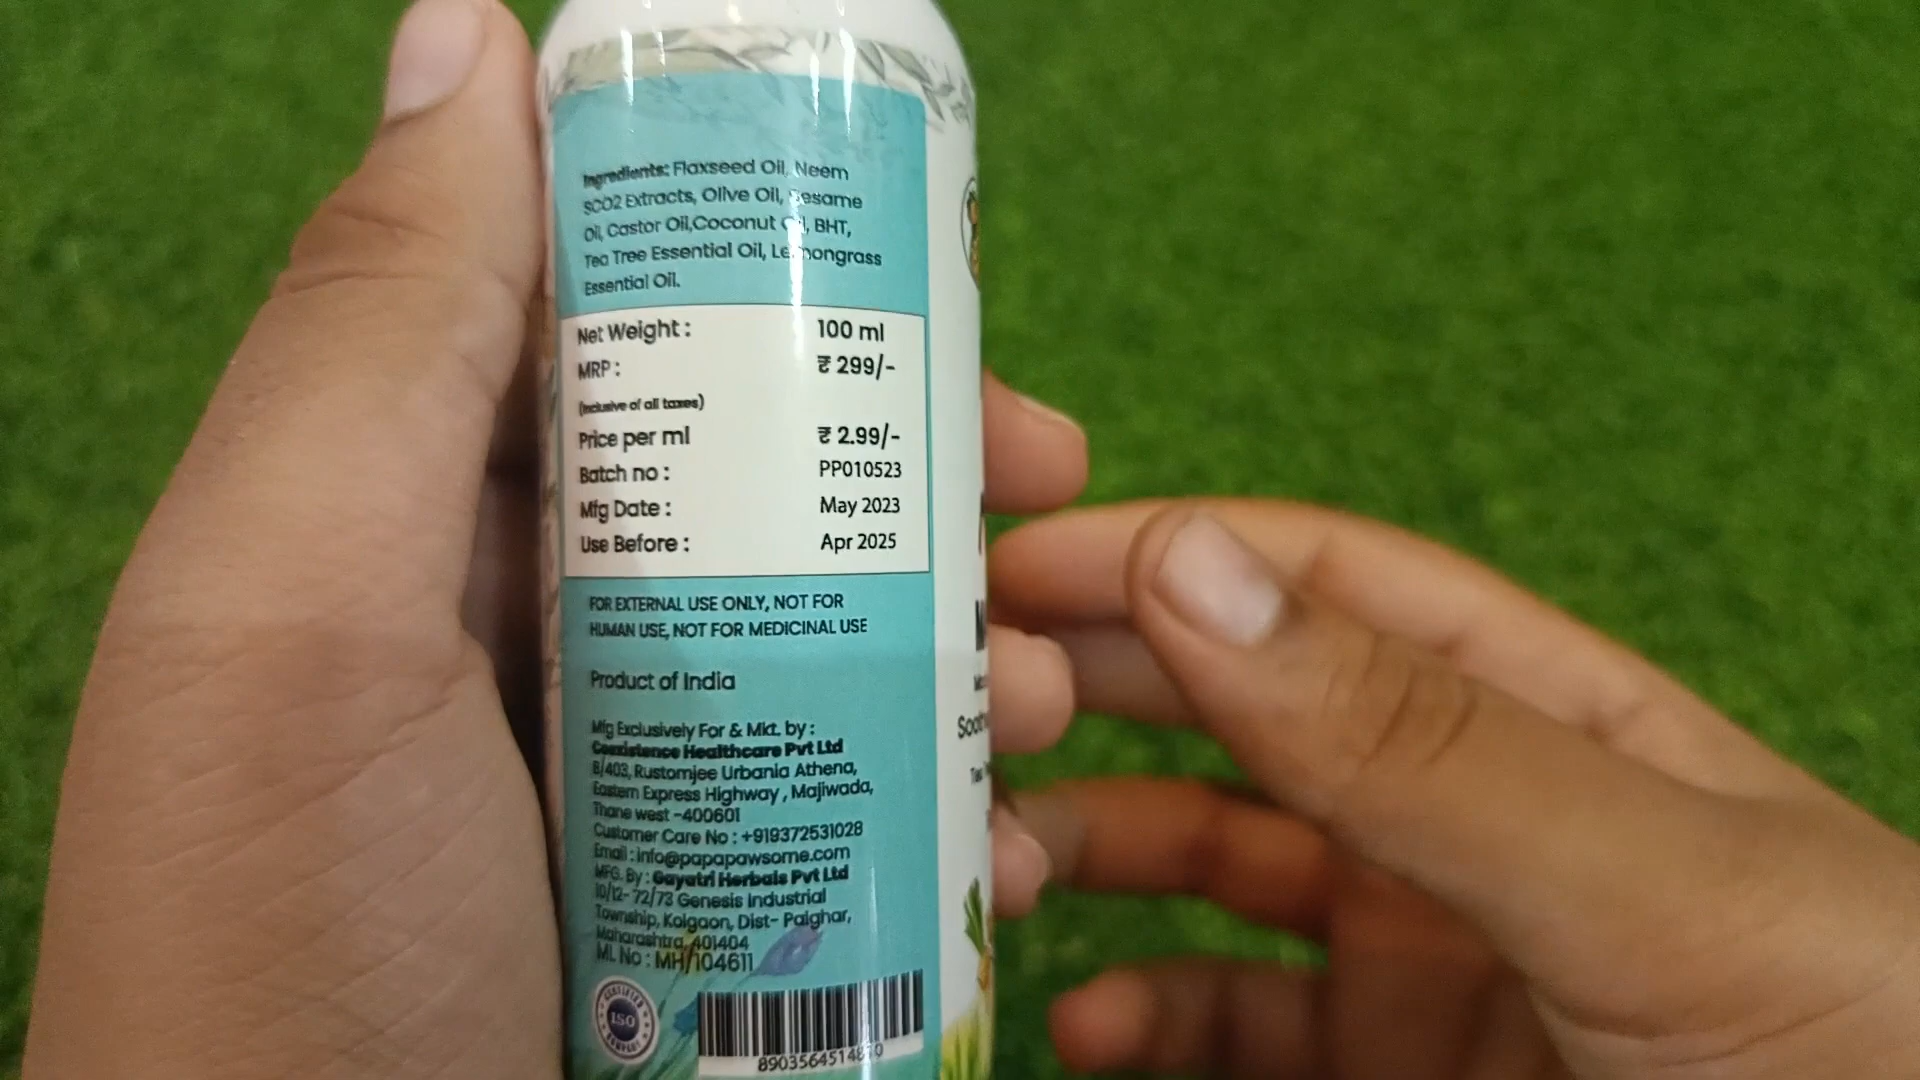 Ingredients: Flaxseed Oil, Neem
SCO2 Extracts, Olive Oil, Sesame
Oil, Castor Oil,Coconut Oil, BHT,
Tea Tree Essential Oil, Lemongrass
Essential Oil.
Net Weight : 100 ml
MRP : ₹ 299/-
(Inclusive of all taxes)
Price per ml ₹ 2.99/-
Batch no : PP010523
Mfg Date : May 2023
Use Before : Apr 2025
FOR EXTERNAL USE ONLY, NOT FOR
HUMAN USE, NOT FOR MEDICINAL USE
Product of India
Mfg Exclusively For & Mkt. by :
Coexistence Healthcare Pvt Ltd
B/403, Rustomjee Urbania Athena,
Eastern Express Highway , Majiwada,
Thane west -400601
Customer Care No : +919372531028
Email : info@papapawsome.com
MFG. By : Gayatri Herbals Pvt Ltd
10/12- 72/73 Genesis Industrial
Township, Kolgaon, Dist- Palghar,
Maharashtra, 401404
ML No : MH/104611
CERTIFIED
ISO
COMPANY